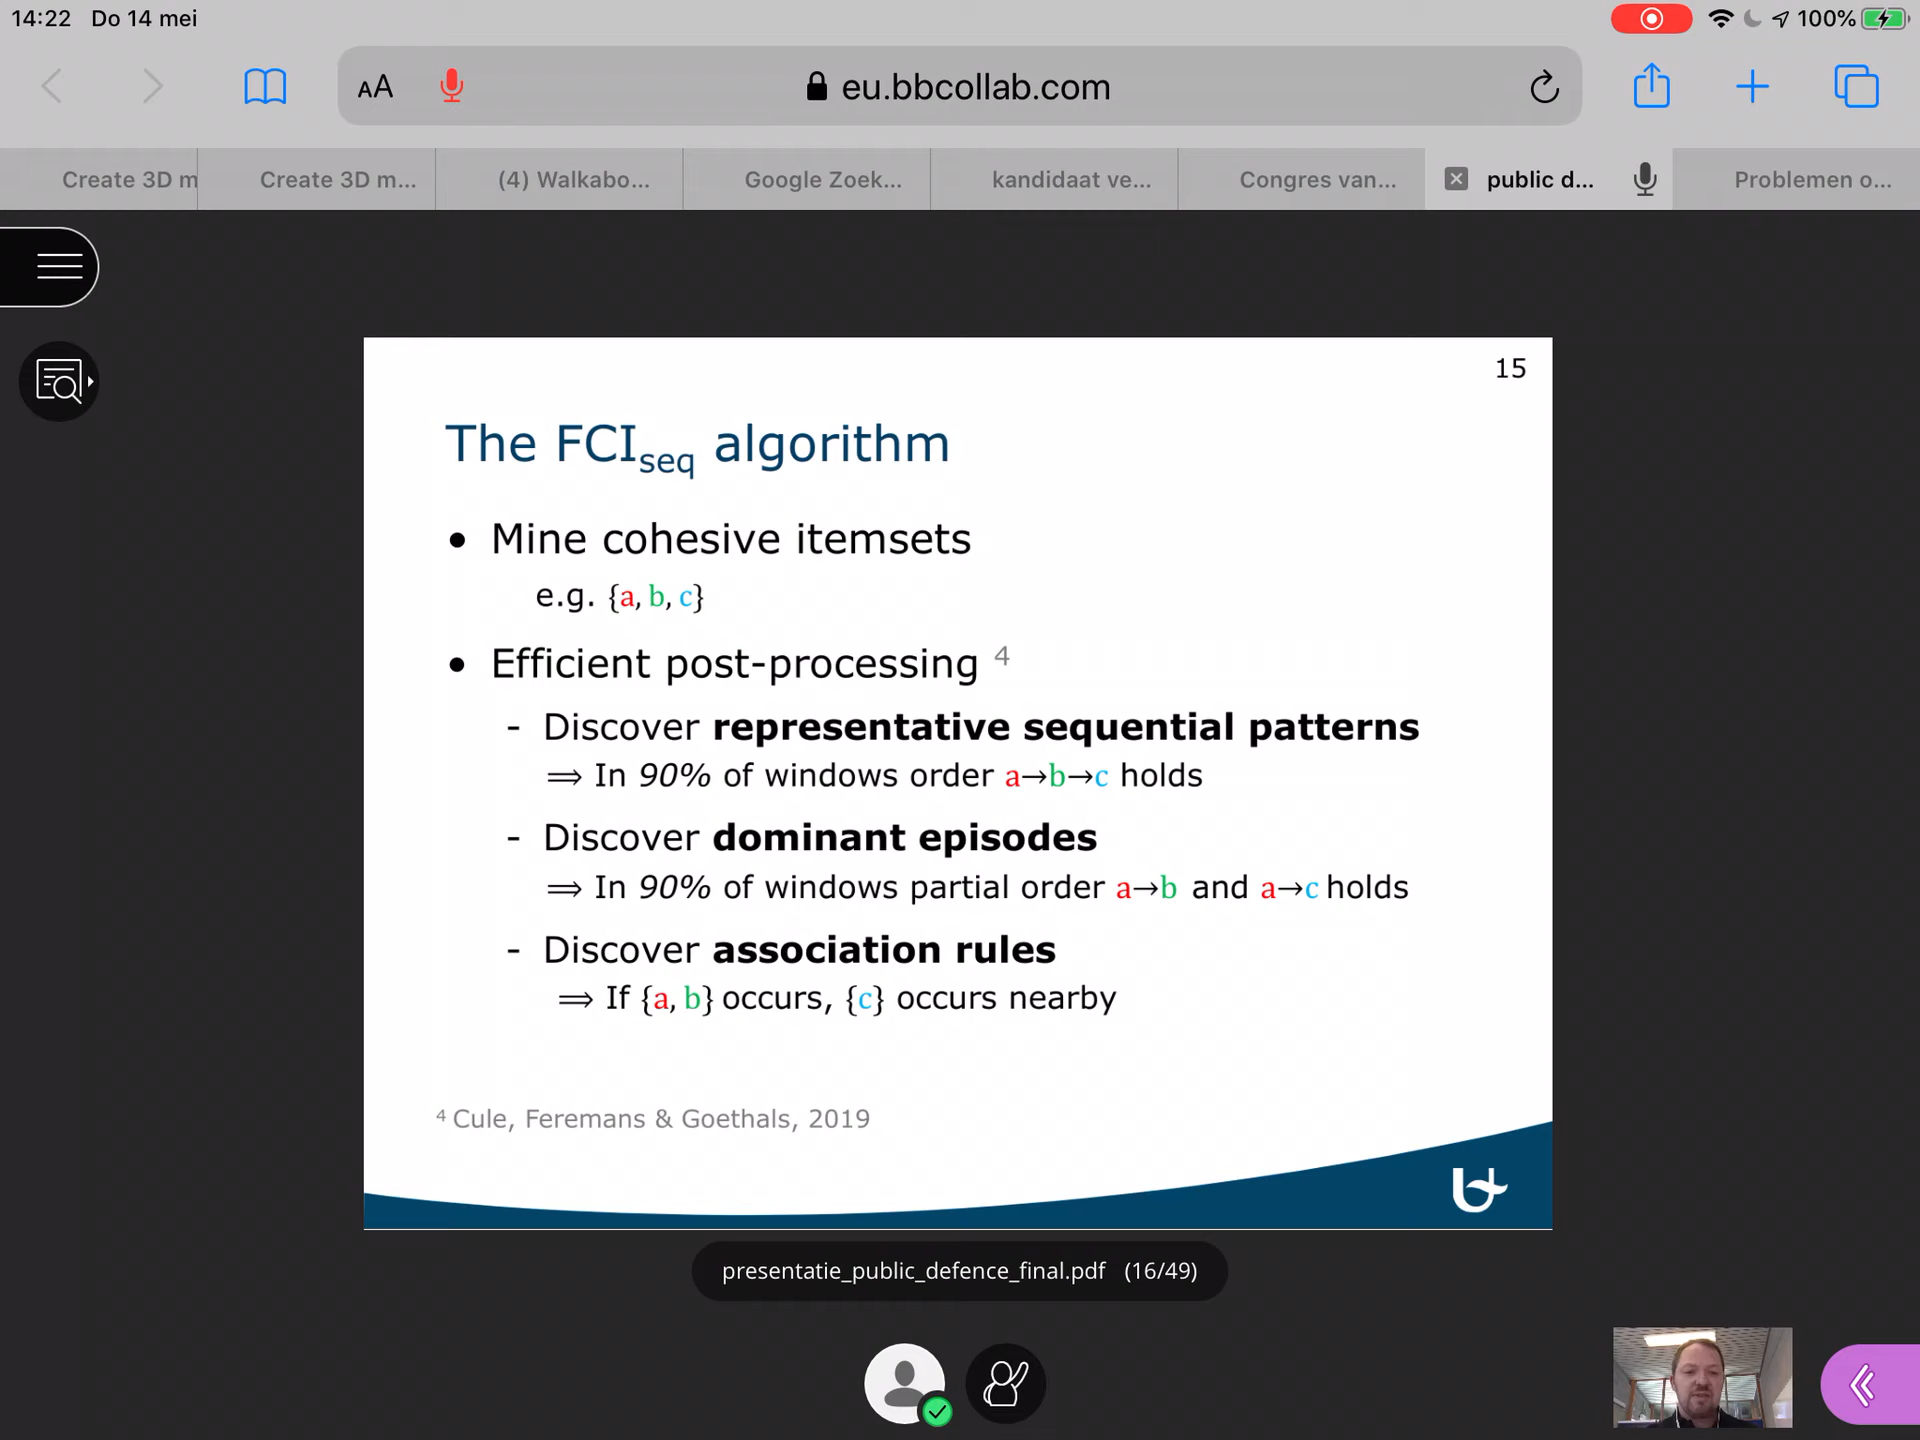 14:22 Do 14 mei
100%
AA eu.bbcollab.com
Create 3D m
Create 3D m...
(4) Walkabo...
Google Zoek...
kandidaat ve...
Congres van...
public d...
Problemen o...
15
The FCIseq algorithm
• Mine cohesive itemsets
e.g. {a, b, c}
• Efficient post-processing 4
- Discover representative sequential patterns
⟹ In 90% of windows order a→b→c holds
- Discover dominant episodes
⟹ In 90% of windows partial order a→b and a→c holds
- Discover association rules
⟹ If {a, b} occurs, {c} occurs nearby
4 Cule, Feremans & Goethals, 2019
presentatie_public_defence_final.pdf (16/49)